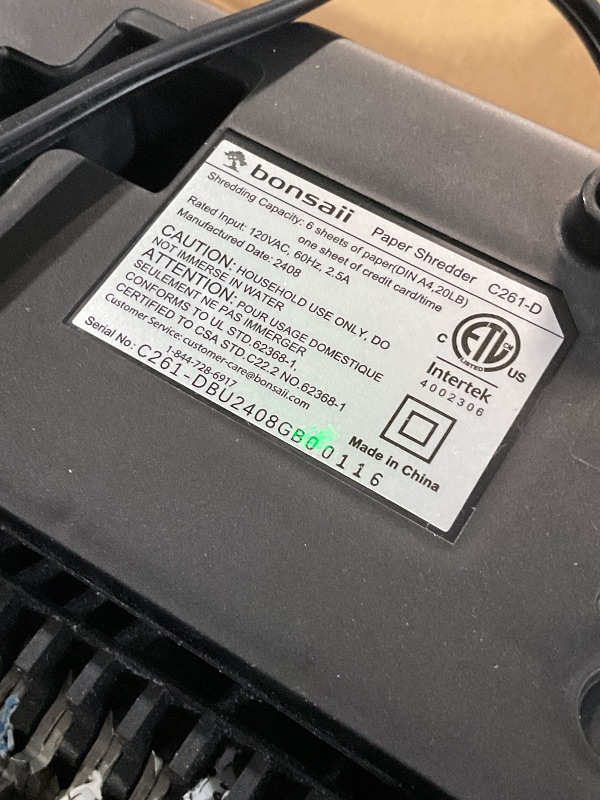 bonsaii Paper Shredder C261-D
Shredding Capacity: 6 sheets of paper(DIN A4,20LB)
one sheet of credit card/time
Rated Input: 120VAC, 60Hz, 2.5A
Manufactured Date: 2408
CAUTION: HOUSEHOLD USE ONLY, DO
NOT IMMERSE IN WATER
ATTENTION: POUR USAGE DOMESTIQUE
SEULEMENT NE PAS IMMERGER
CONFORMS TO UL STD.62368-1,
CERTIFIED TO CSA STD.C22.2 NO.62368-1
Customer Service: customer-care@bonsaii.com
1-844-728-6917
Serial No: C261-DBU2408GB00116
C ETL CM US
LISTED
Intertek
4002306
Made in China